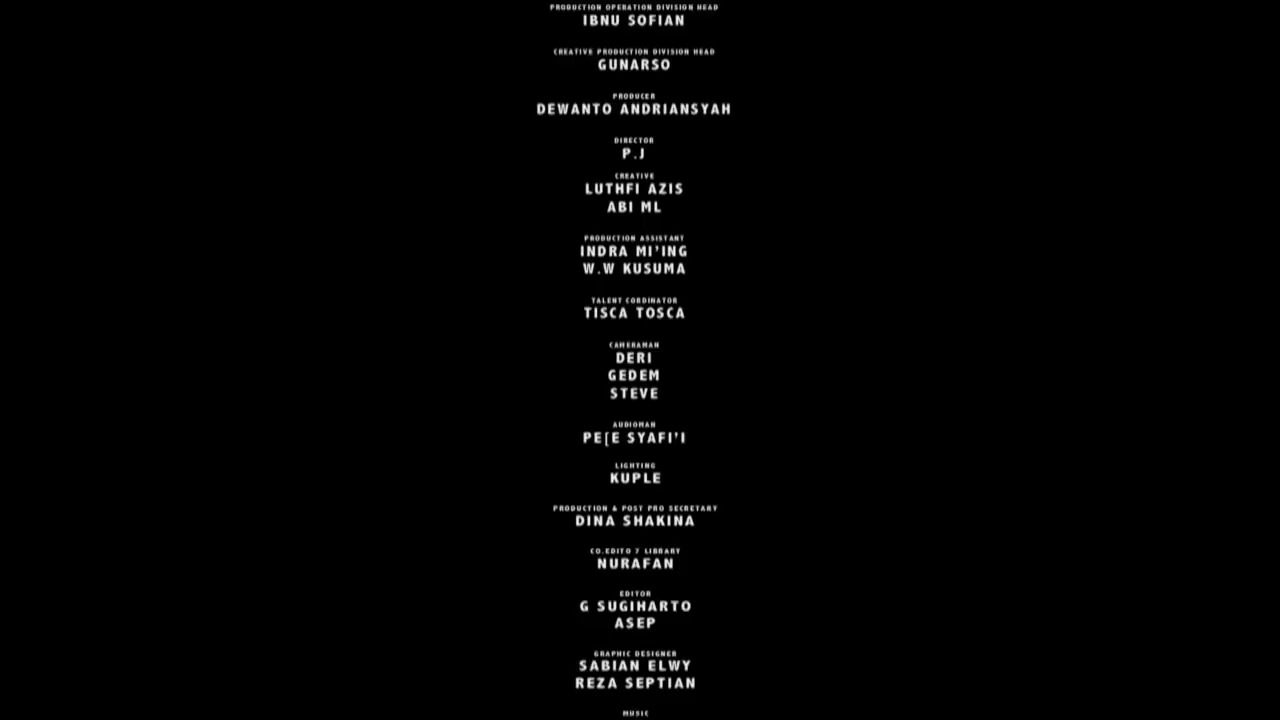 PRODUCTION OPERATION DIVISION HEAD
IBNU SOFIAN
CREATIVE PRODUCTION DIVISION HEAD
GUNARSO
PRODUCER
DEWANTO ANDRIANSYAH
DIRECTOR
P.J
CREATIVE
LUTHFI AZIS
ABI ML
PRODUCTION ASSISTANT
INDRA MI'ING
W.W KUSUMA
TALENT CORDINATOR
TISCA TOSCA
CAMERAMAN
DERI
GEDEM
STEVE
AUDIOMAN
PE[E SYAFI'I
LIGHTING
KUPLE
PRODUCTION & POST PRO SECRETARY
DINA SHAKINA
CO.EDITO 7 LIBRARY
NURAFAN
EDITOR
G SUGIHARTO
ASEP
GRAPHIC DESIGNER
SABIAN ELWY
REZA SEPTIAN
MUSIC